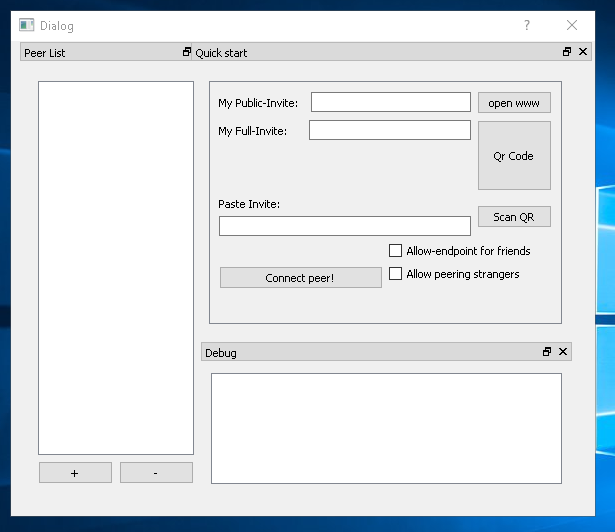 Dialog
?
Peer List
Quick start
My Public-Invite:
open www
My Full-Invite:
Qr Code
Paste Invite:
Scan QR
Allow-endpoint for friends
Connect peer!
Allow peering strangers
Debug
+
-